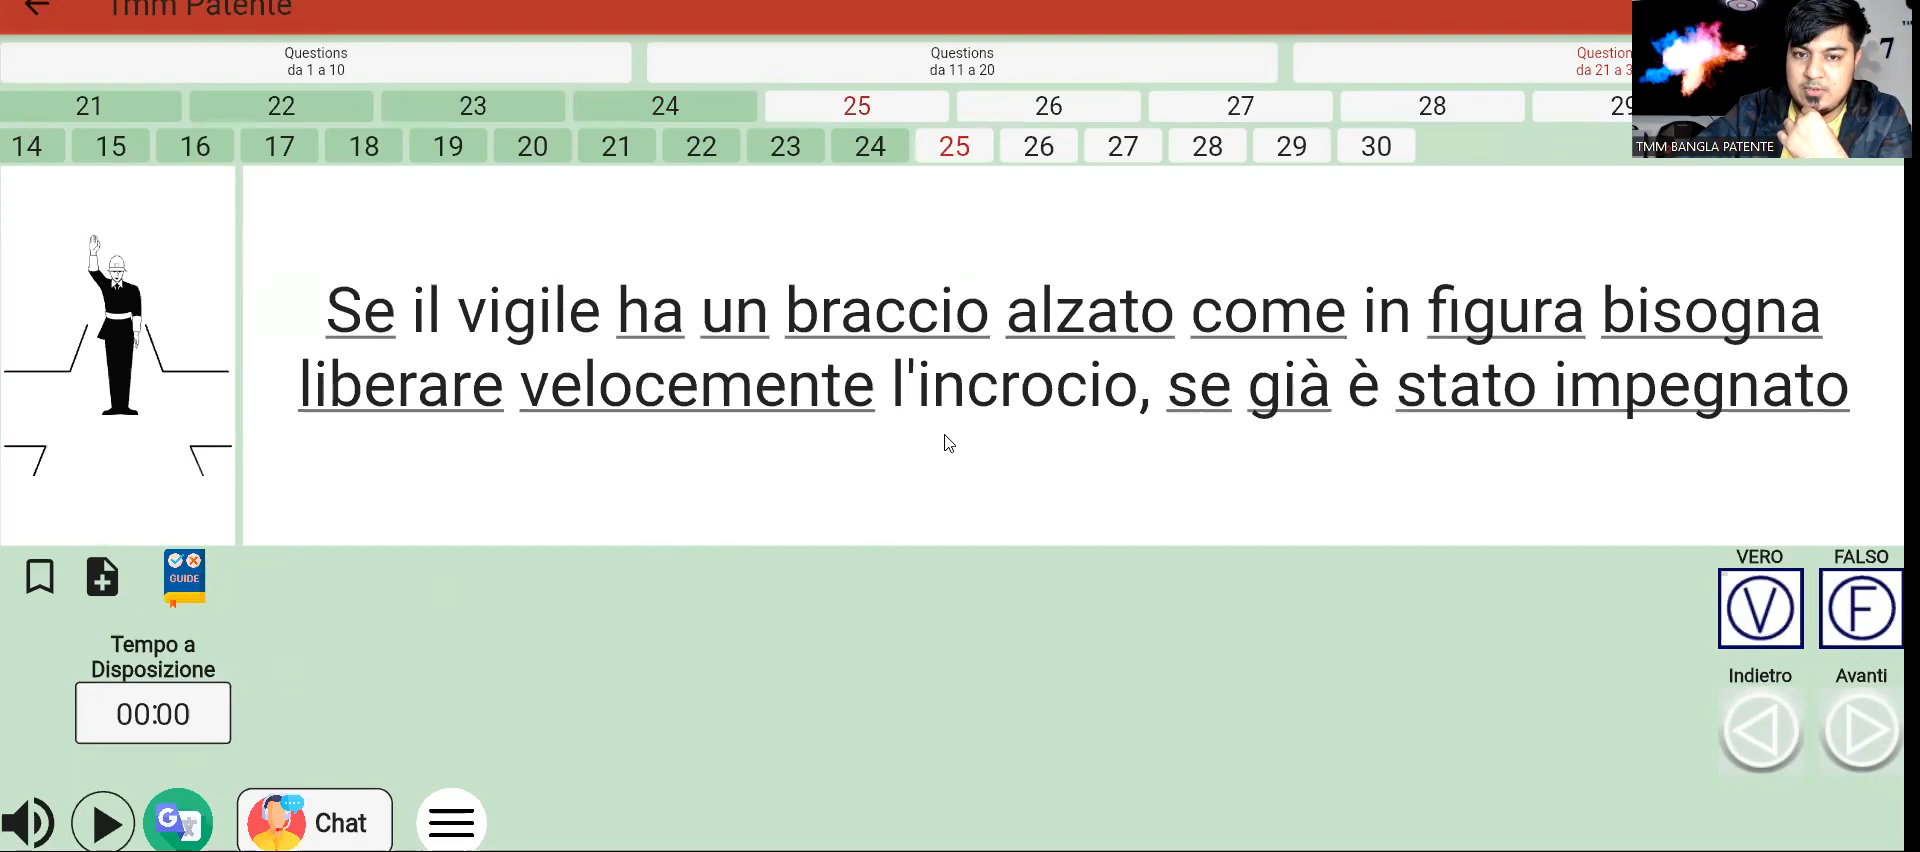 Tmm Patente
Questions
da 1 a 10
Questions
da 11 a 20
Question
da 21 a 3
7
21 22 23 24 25 26 27 28 29
14 15 16 17 18 19 20 21 22 23 24 25 26 27 28 29 30
TMM BANGLA PATENTE
Se il vigile ha un braccio alzato come in figura bisogna
liberare velocemente l'incrocio, se già è stato impegnato
GUIDE
VERO FALSO
V F
Tempo a
Disposizione
00:00
Indietro Avanti
G
Chat